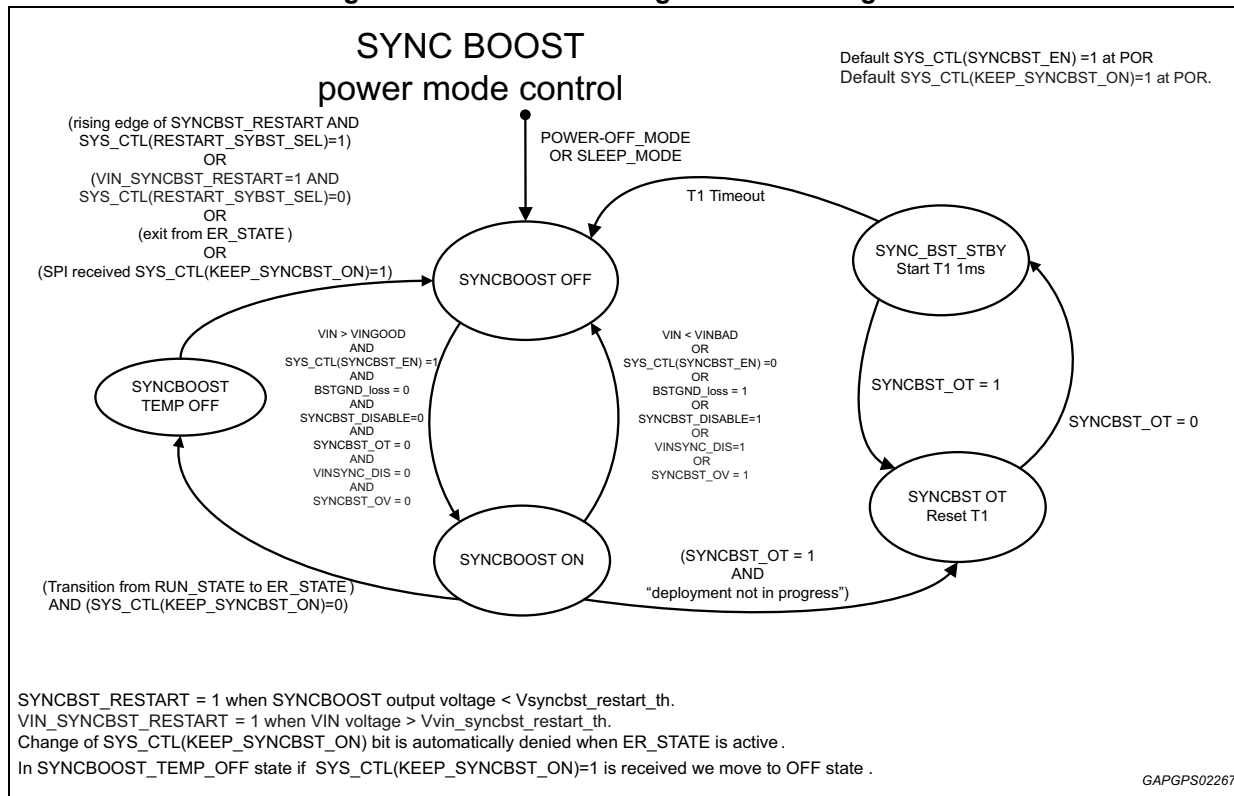 SYNC BOOST
power mode control
Default SYS_CTL(SYNCBST_EN) =1 at POR
Default SYS_CTL(KEEP_SYNCBST_ON)=1 at POR.
(rising edge of SYNCBST_RESTART AND
SYS_CTL(RESTART_SYBST_SEL)=1)
OR
(VIN_SYNCBST_RESTART=1 AND
SYS_CTL(RESTART_SYBST_SEL)=0)
OR
(exit from ER_STATE)
OR
(SPI received SYS_CTL(KEEP_SYNCBST_ON)=1)
POWER-OFF_MODE
OR SLEEP_MODE
T1 Timeout
SYNC_BST_STBY
Start T1 1ms
SYNCBOOST OFF
VIN > VINGOOD
AND
SYS_CTL(SYNCBST_EN) =1
AND
BSTGND_loss = 0
AND
SYNCBST_DISABLE=0
AND
SYNCBST_OT = 0
AND
VINSYNC_DIS = 0
AND
SYNCBST_OV = 0
VIN < VINBAD
OR
SYS_CTL(SYNCBST_EN) =0
OR
BSTGND_loss = 1
OR
SYNCBST_DISABLE=1
OR
VINSYNC_DIS=1
OR
SYNCBST_OV = 1
SYNCBOOST
TEMP OFF
SYNCBST_OT = 1
SYNCBST_OT = 0
SYNCBST OT
Reset T1
SYNCBOOST ON
(SYNCBST_OT = 1
AND
“deployment not in progress”)
(Transition from RUN_STATE to ER_STATE)
AND (SYS_CTL(KEEP_SYNCBST_ON)=0)
SYNCBST_RESTART = 1 when SYNCBOOST output voltage < Vsyncbst_restart_th.
VIN_SYNCBST_RESTART = 1 when VIN voltage > Vvin_syncbst_restart_th.
Change of SYS_CTL(KEEP_SYNCBST_ON) bit is automatically denied when ER_STATE is active.
In SYNCBOOST_TEMP_OFF state if SYS_CTL(KEEP_SYNCBST_ON)=1 is received we move to OFF state.
GAPGPS02267